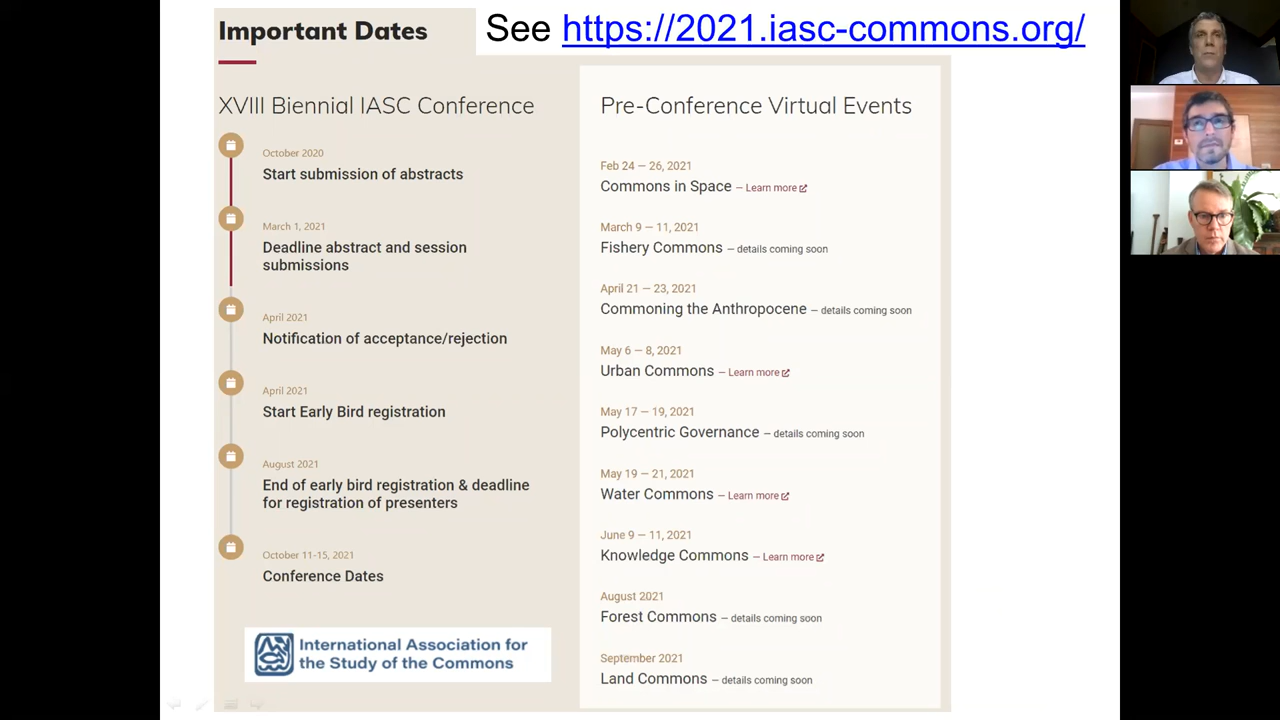 Important Dates
See https://2021.iasc-commons.org/
XVIII Biennial IASC Conference
October 2020
Start submission of abstracts
March 1, 2021
Deadline abstract and session
submissions
April 2021
Notification of acceptance/rejection
April 2021
Start Early Bird registration
August 2021
End of early bird registration & deadline
for registration of presenters
October 11-15, 2021
Conference Dates
International Association for
the Study of the Commons
Pre-Conference Virtual Events
Feb 24 — 26, 2021
Commons in Space — Learn more
March 9 — 11, 2021
Fishery Commons — details coming soon
April 21 — 23, 2021
Commoning the Anthropocene — details coming soon
May 6 — 8, 2021
Urban Commons — Learn more
May 17 — 19, 2021
Polycentric Governance — details coming soon
May 19 — 21, 2021
Water Commons — Learn more
June 9 — 11, 2021
Knowledge Commons — Learn more
August 2021
Forest Commons — details coming soon
September 2021
Land Commons — details coming soon